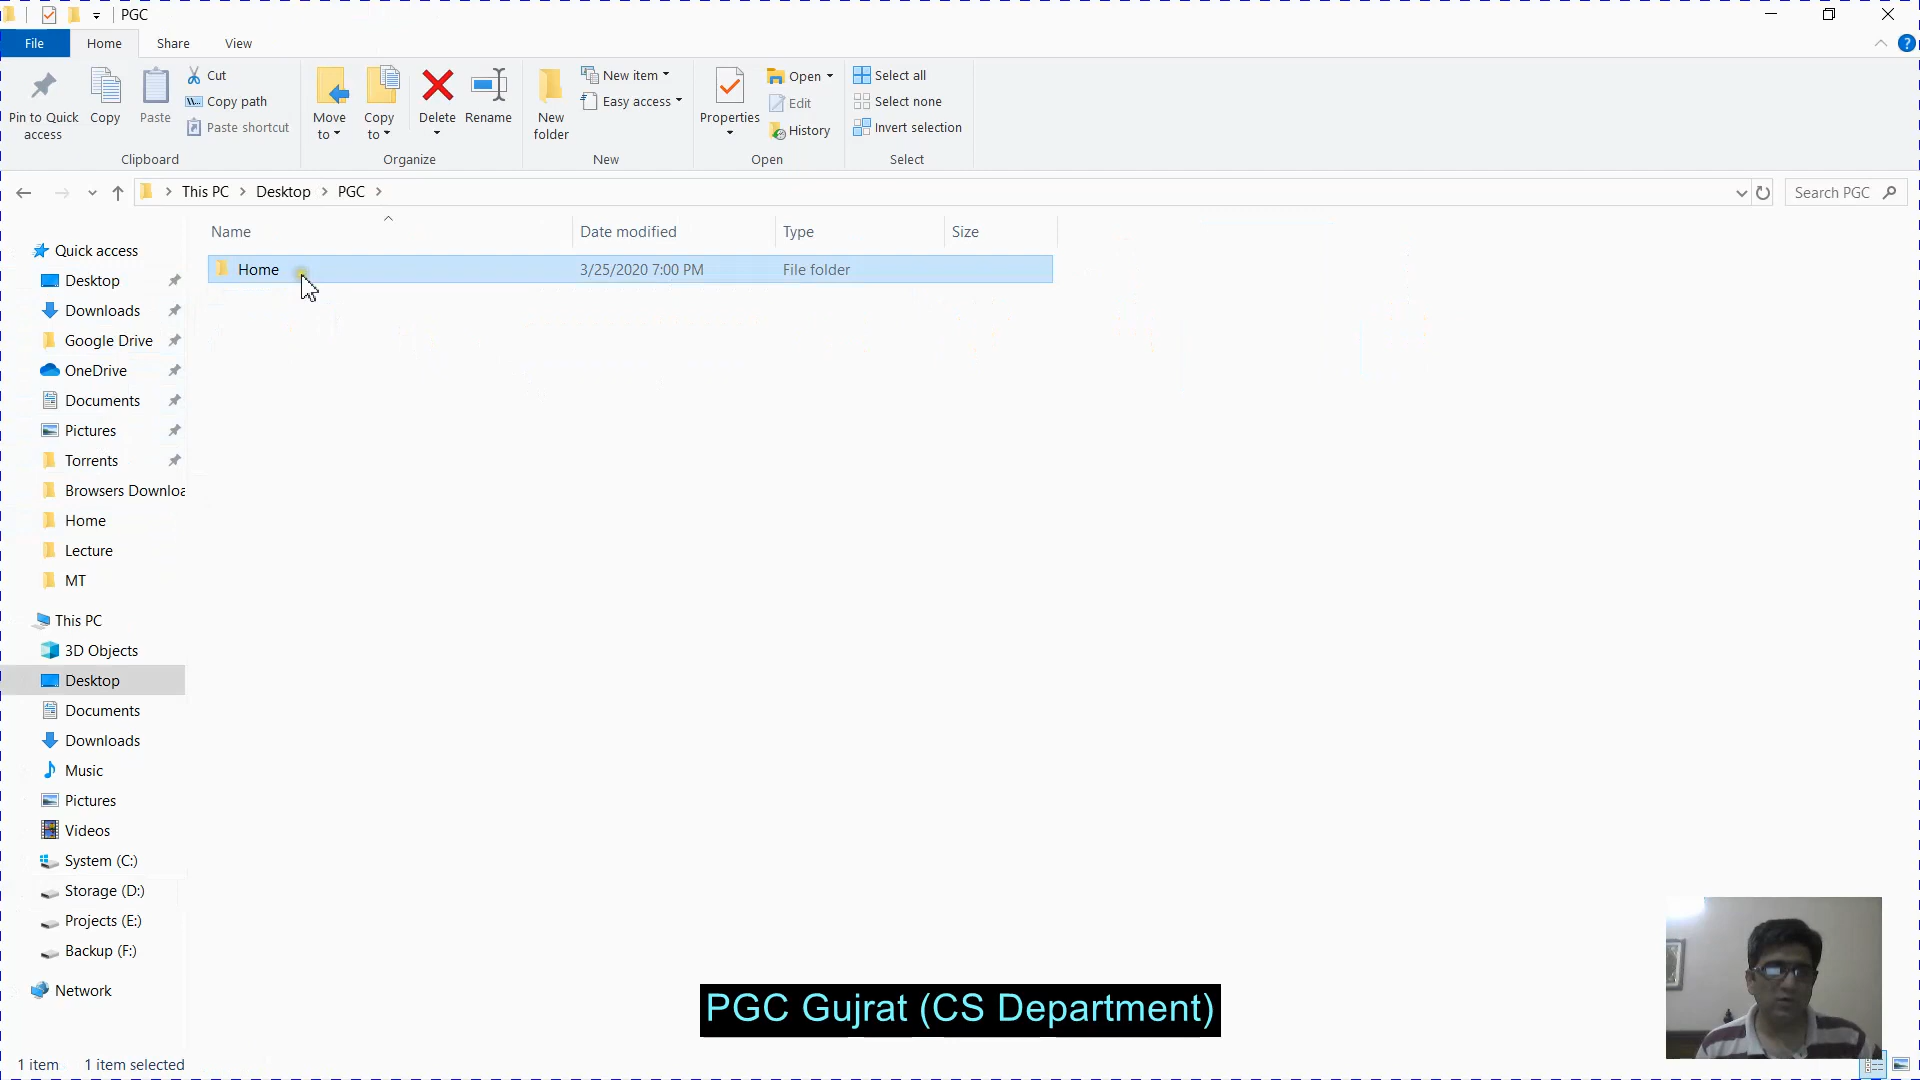 PGC
File Home Share View
Pin to Quick access
Copy
Paste
Cut
Copy path
Paste shortcut
Clipboard
Move to
Copy to
Delete
Rename
Organize
New folder
New item
Easy access
New
Properties
Open
Edit
History
Open
Select all
Select none
Invert selection
Select
This PC > Desktop > PGC >
Search PGC
Name Date modified Type Size
Home 3/25/2020 7:00 PM File folder
Quick access
Desktop
Downloads
Google Drive
OneDrive
Documents
Pictures
Torrents
Browsers Downloa
Home
Lecture
MT
This PC
3D Objects
Desktop
Documents
Downloads
Music
Pictures
Videos
System (C:)
Storage (D:)
Projects (E:)
Backup (F:)
Network
PGC Gujrat (CS Department)
1 item 1 item selected